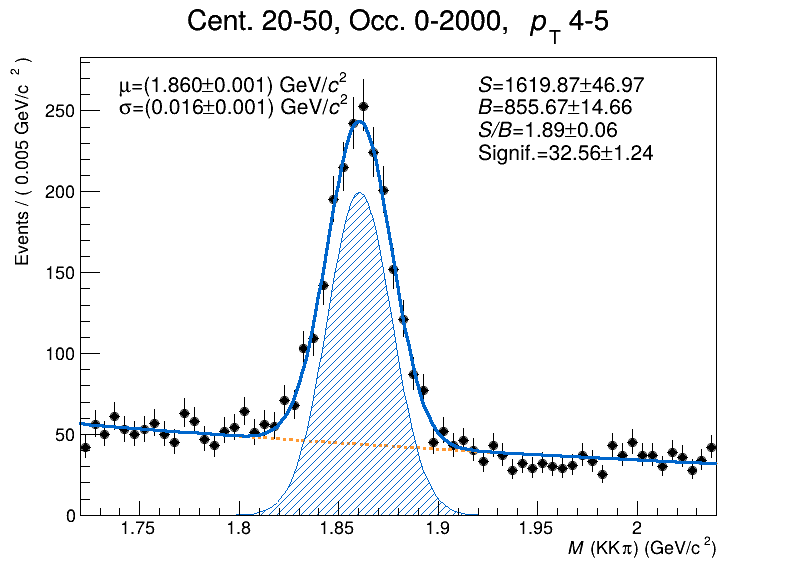 Cent. 20-50, Occ. 0-2000, pT 4-5
μ=(1.860±0.001) GeV/c²
σ=(0.016±0.001) GeV/c²
S=1619.87±46.97
B=855.67±14.66
S/B=1.89±0.06
Signif.=32.56±1.24
Events / ( 0.005 GeV/c ² )
250
200
150
100
50
0
1.75 1.8 1.85 1.9 1.95 2
M (KKπ) (GeV/c²)